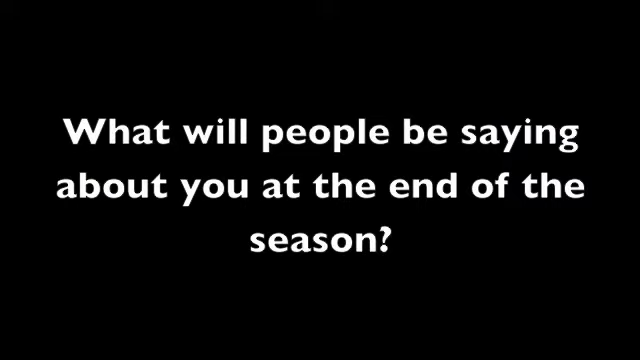 What will people be saying
about you at the end of the
season?